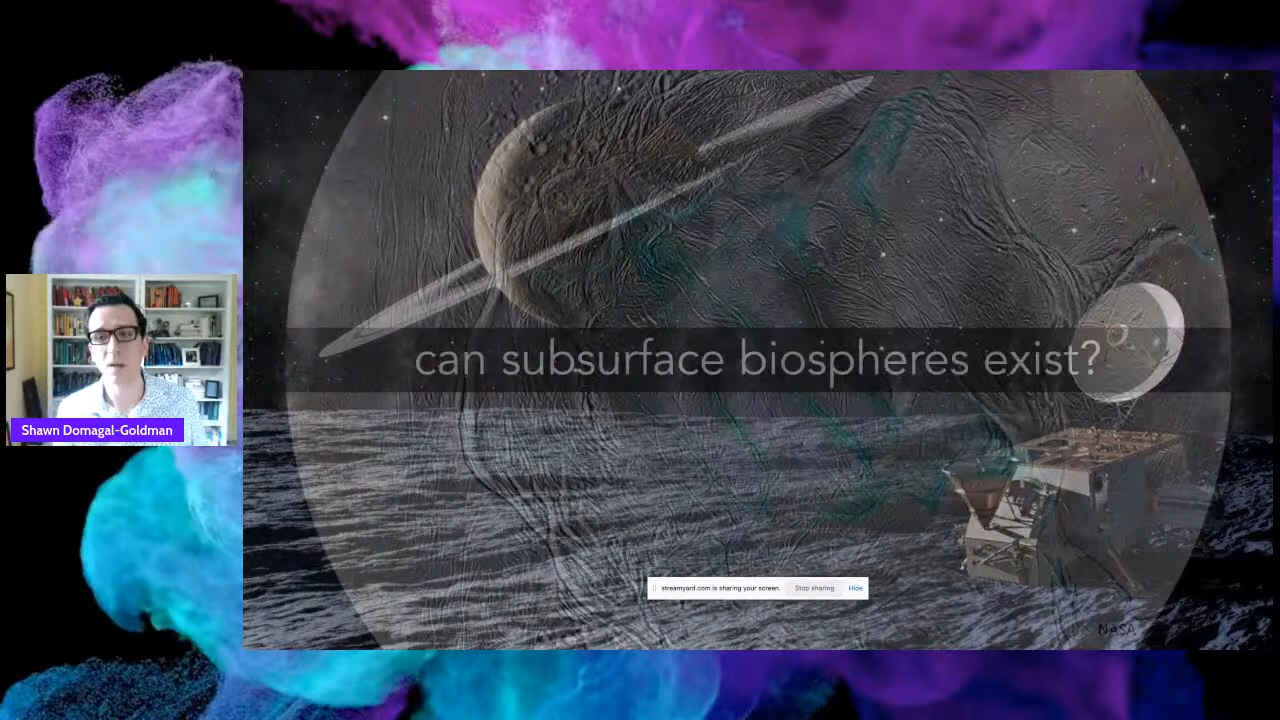 can subsurface biospheres exist?
Shawn Domagal-Goldman
streamyard.com is sharing your screen. Stop sharing Hide
NASA